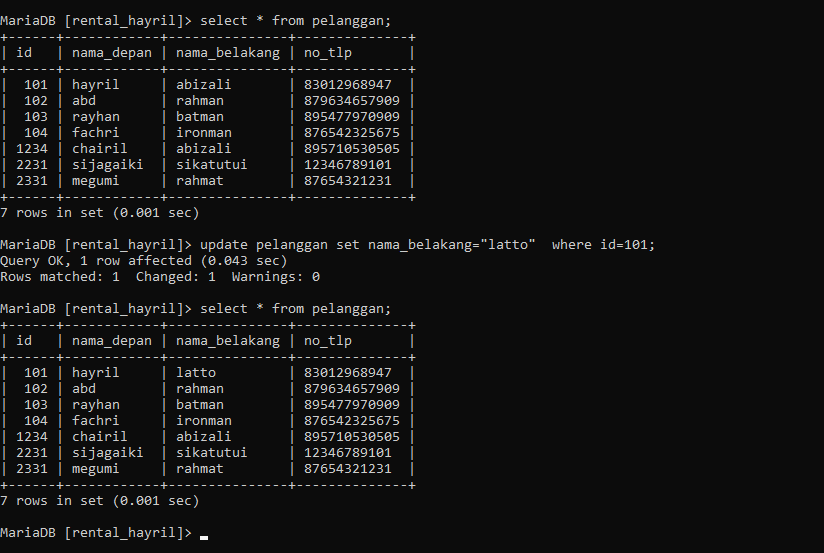 MariaDB [rental_hayril]> select * from pelanggan;
+------+------------+---------------+--------------+
| id   | nama_depan | nama_belakang | no_tlp       |
+------+------------+---------------+--------------+
|  101 | hayril     | abizali       | 83012968947  |
|  102 | abd        | rahman        | 879634657909 |
|  103 | rayhan     | batman        | 895477970909 |
|  104 | fachri     | ironman       | 876542325675 |
| 1234 | chairil    | abizali       | 895710530505 |
| 2231 | sijagaiki  | sikatutui     | 12346789101  |
| 2331 | megumi     | rahmat        | 87654321231  |
+------+------------+---------------+--------------+
7 rows in set (0.001 sec)

MariaDB [rental_hayril]> update pelanggan set nama_belakang="latto"  where id=101;
Query OK, 1 row affected (0.043 sec)
Rows matched: 1  Changed: 1  Warnings: 0

MariaDB [rental_hayril]> select * from pelanggan;
+------+------------+---------------+--------------+
| id   | nama_depan | nama_belakang | no_tlp       |
+------+------------+---------------+--------------+
|  101 | hayril     | latto         | 83012968947  |
|  102 | abd        | rahman        | 879634657909 |
|  103 | rayhan     | batman        | 895477970909 |
|  104 | fachri     | ironman       | 876542325675 |
| 1234 | chairil    | abizali       | 895710530505 |
| 2231 | sijagaiki  | sikatutui     | 12346789101  |
| 2331 | megumi     | rahmat        | 87654321231  |
+------+------------+---------------+--------------+
7 rows in set (0.001 sec)

MariaDB [rental_hayril]> _